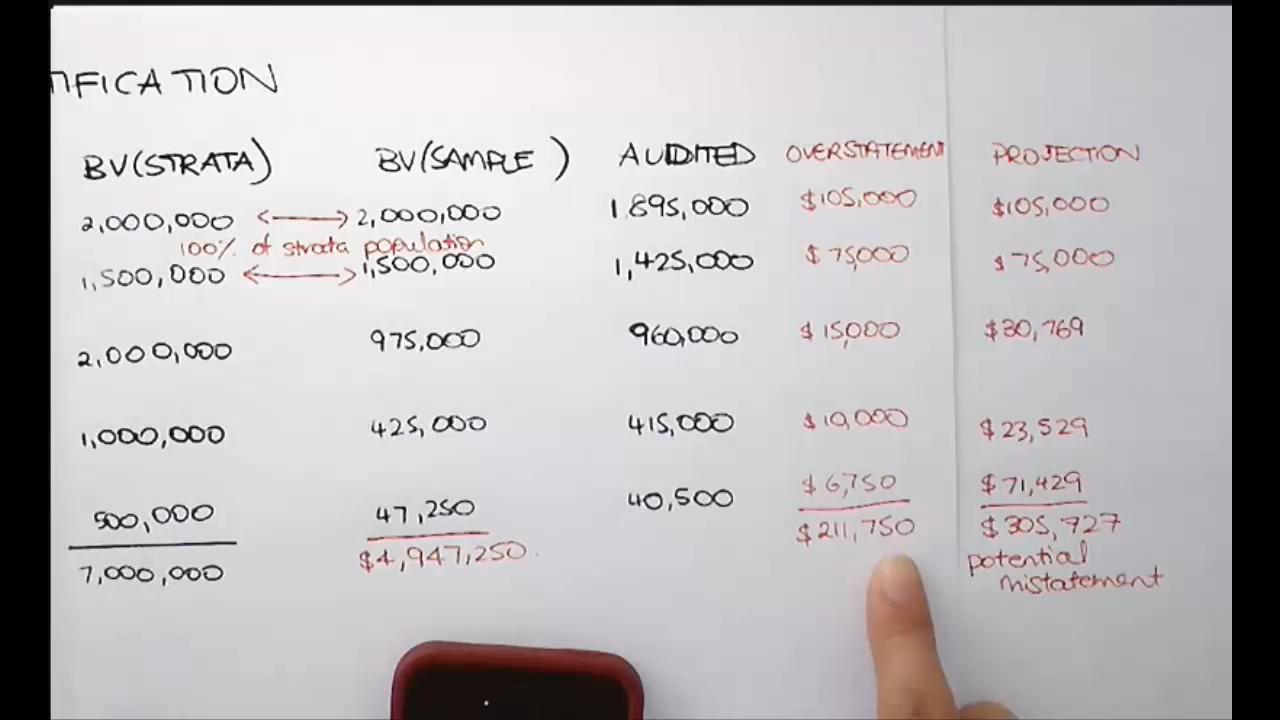 TIFICATION
BV(STRATA) BV(SAMPLE) AUDITED OVERSTATEMENT PROJECTION
2,000,000 2,000,000 1,895,000 $105,000 $105,000
100% of strata population
1,500,000 1,500,000 1,425,000 $75,000 $75,000
2,000,000 975,000 960,000 $15,000 $30,769
1,000,000 425,000 415,000 $10,000 $23,529
500,000 47,250 40,500 $6,750 $71,429
7,000,000 $4,947,250 $211,750 $305,727
potential
mistatement